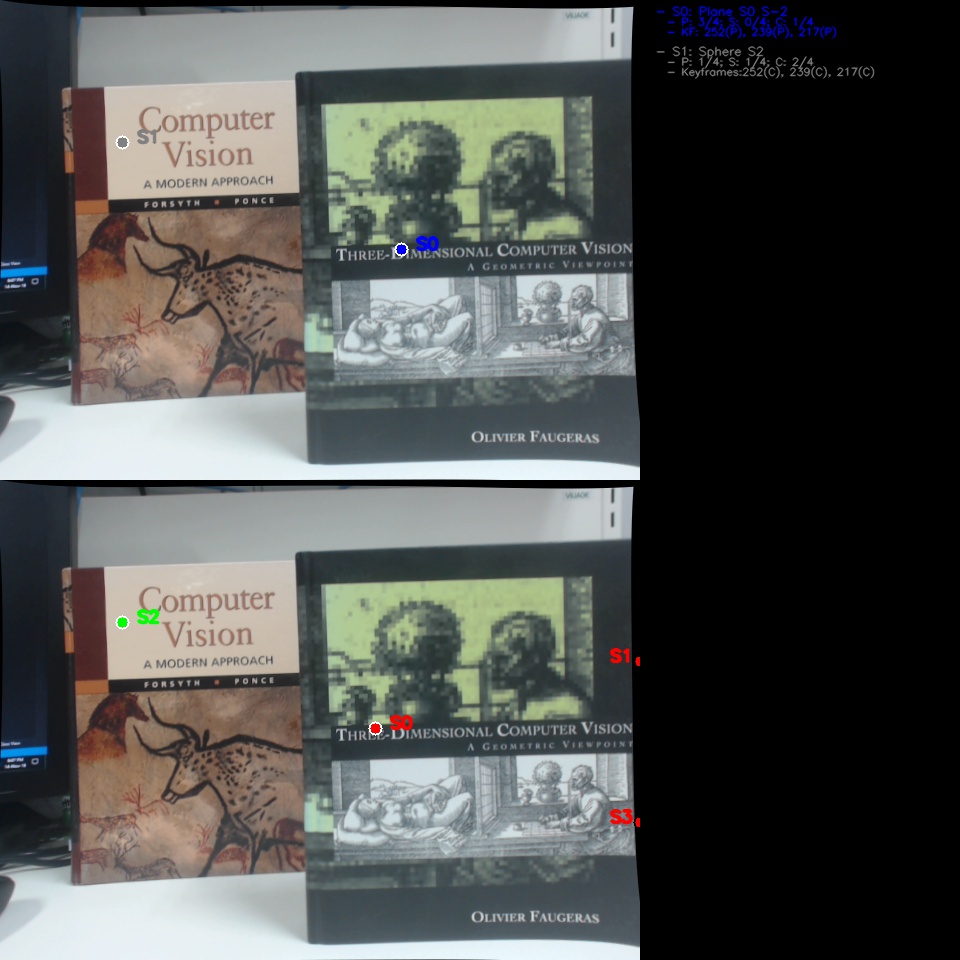 - S0: Plane S0 S-2
- P: 3/4; S: 0/4; C: 1/4
- KF: 252(P), 239(P), 217(P)
- S1: Sphere S2
- P: 1/4; S: 1/4; C: 2/4
- Keyframes:252(C), 239(C), 217(C)
VILIADE
S1
Computer
Vision
A MODERN APPROACH
FORSYTH PONCE
S0
THREE-DIMENSIONAL COMPUTER VISION
A GEOMETRIC VIEWPOINT
OLIVIER FAUGERAS
VILIADE
S2
Computer
Vision
A MODERN APPROACH
FORSYTH PONCE
S1
S0
THREE-DIMENSIONAL COMPUTER VISION
A GEOMETRIC VIEWPOINT
S3
OLIVIER FAUGERAS